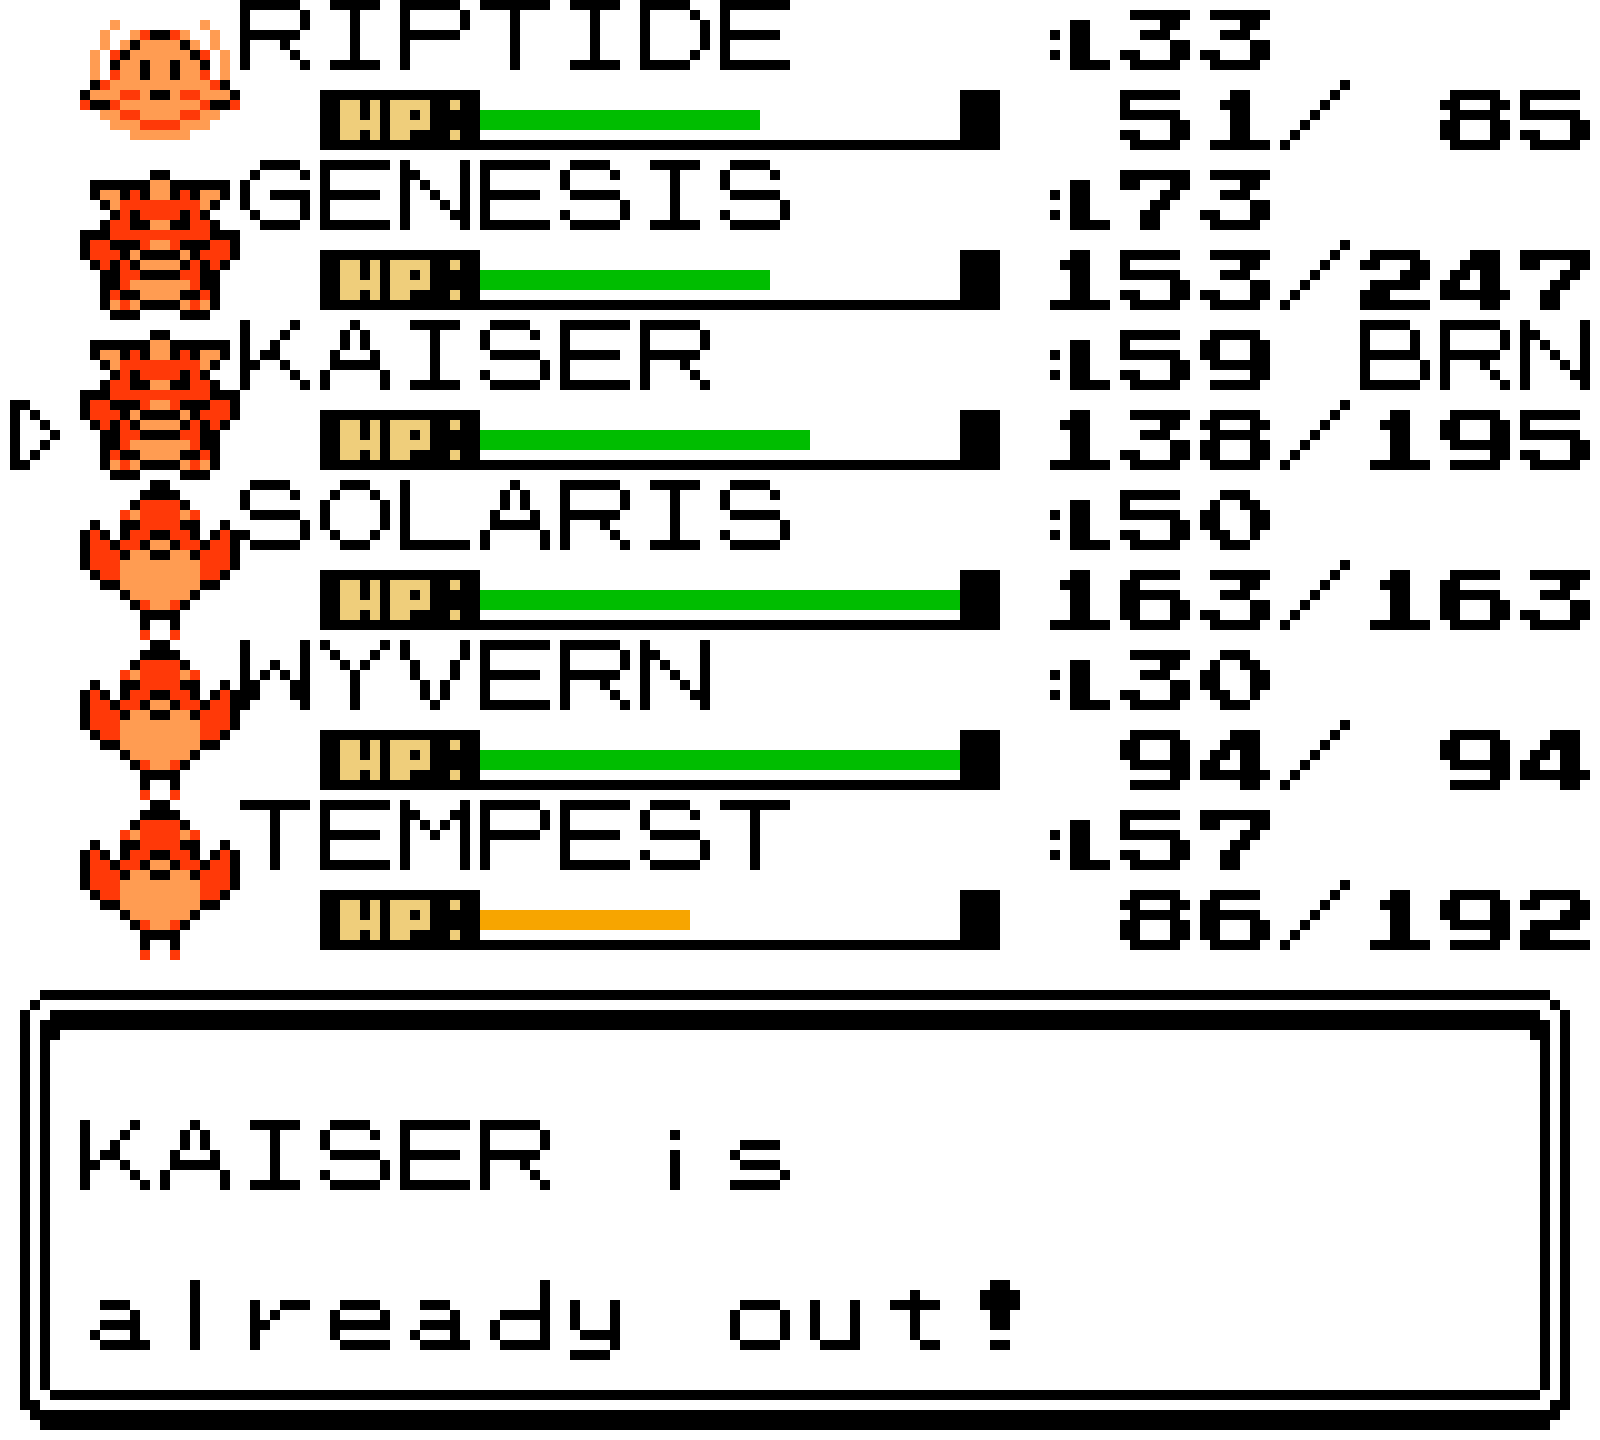 RIPTIDE :L33
HP: 51/ 85
GENESIS :L73
HP: 153/247
KAISER :L59 BRN
HP: 138/195
SOLARIS :L50
HP: 163/163
WYVERN :L30
HP: 94/ 94
TEMPEST :L57
HP: 86/192
KAISER is
already out!